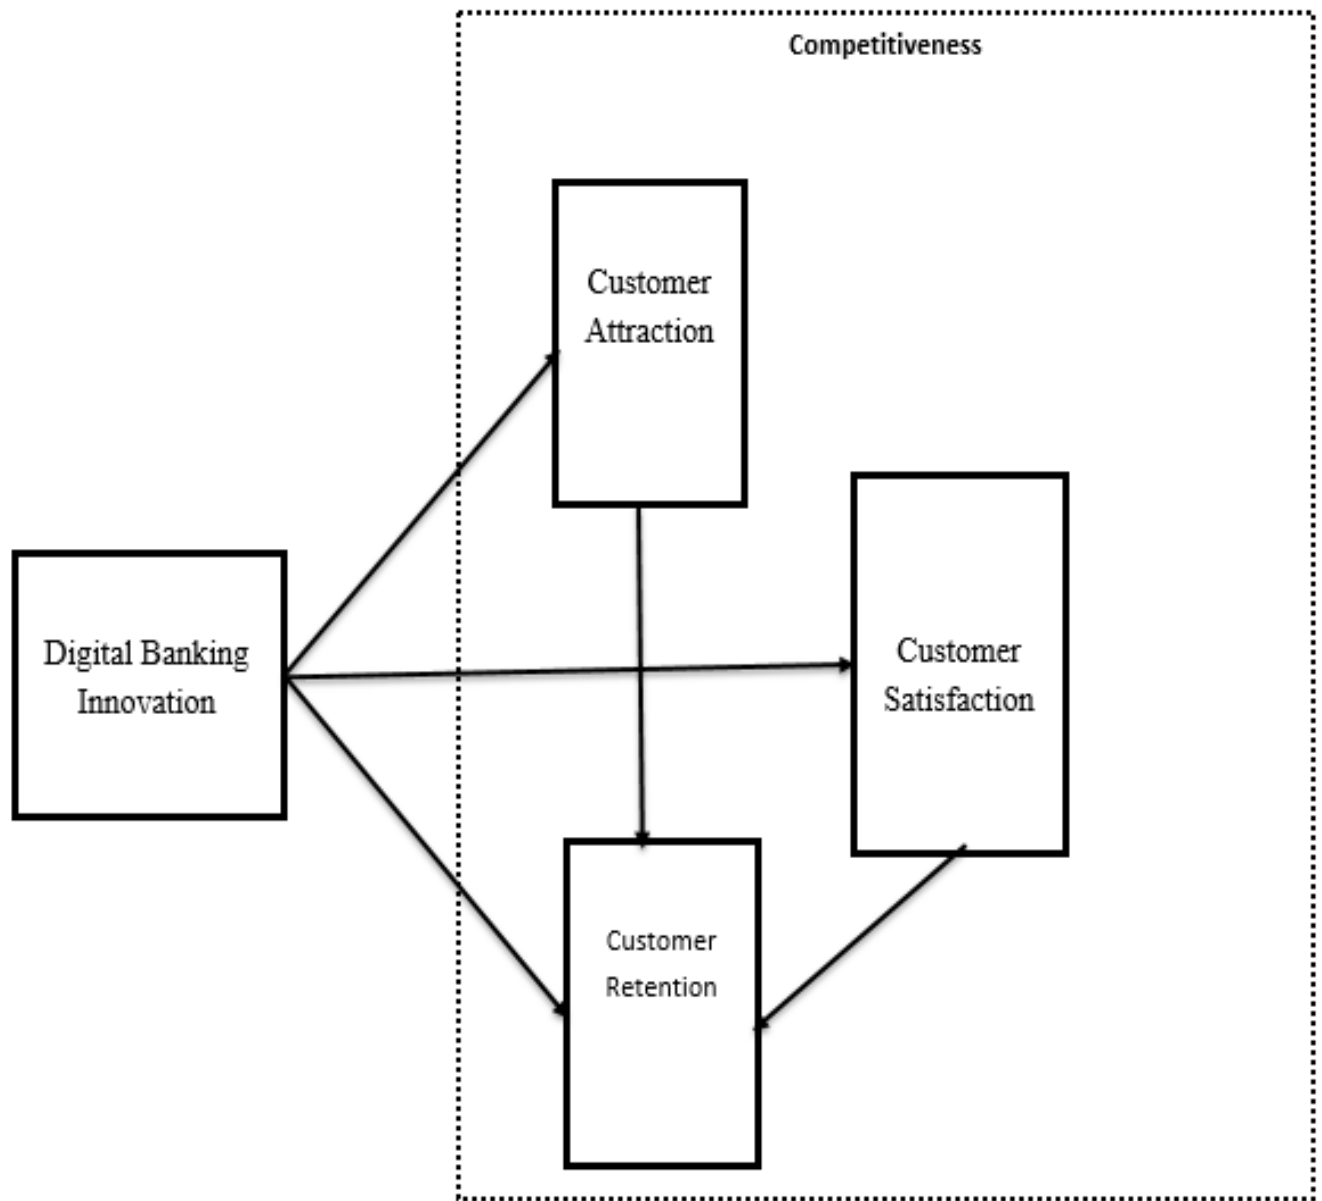 Competitiveness
Customer
Attraction
Digital Banking
Innovation
Customer
Satisfaction
Customer
Retention